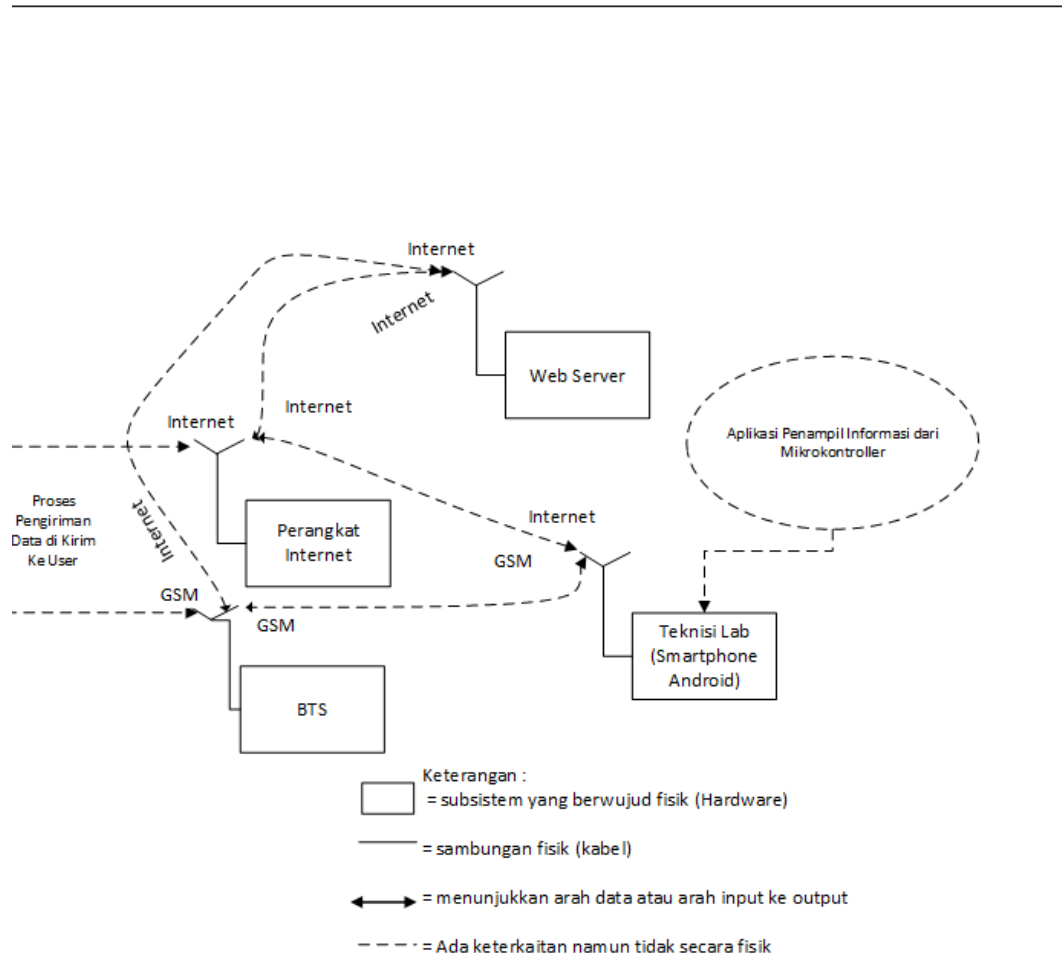 Internet
Internet
Web Server
Internet
Internet
Aplikasi Penampil Informasi dari
Mikrokontroller
Proses
Pengiriman
Data di Kirim
Ke User
Internet
Perangkat
Internet
Internet
GSM
GSM
GSM
Teknisi Lab
(Smartphone
Android)
BTS
Keterangan :
= subsistem yang berwujud fisik (Hardware)
= sambungan fisik (kabel)
= menunjukkan arah data atau arah input ke output
= Ada keterkaitan namun tidak secara fisik